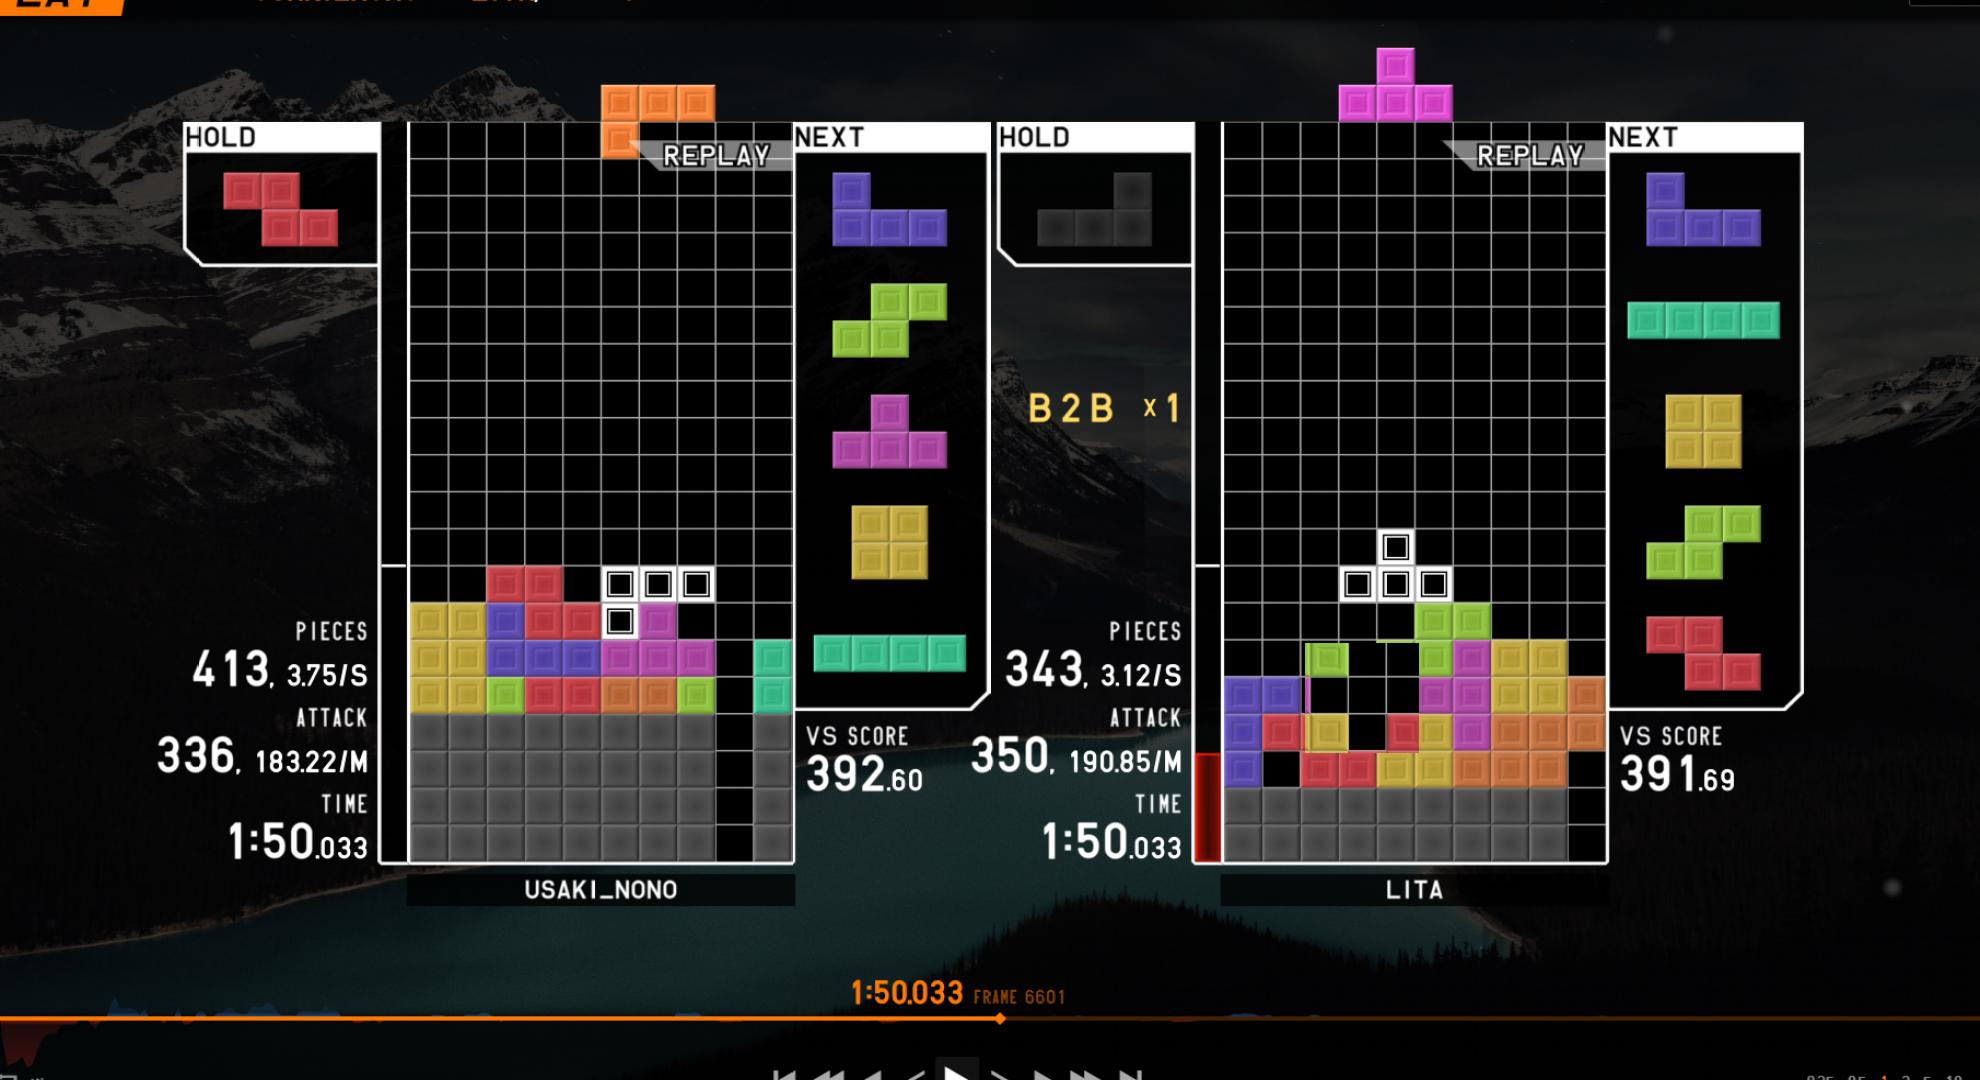 HOLD
REPLAY
NEXT
HOLD
REPLAY
NEXT
B2B x1
PIECES
413, 3.75/S
ATTACK
336, 183.22/M
TIME
1:50.033
VS SCORE
392.60
PIECES
343, 3.12/S
ATTACK
350, 190.85/M
TIME
1:50.033
VS SCORE
391.69
USAKI_NONO
LITA
1:50.033 FRAME 6601